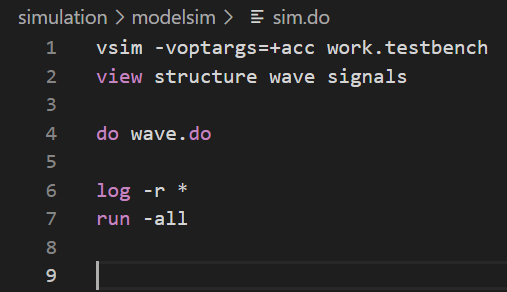 simulation > modelsim > sim.do
1 vsim -voptargs=+acc work.testbench
2 view structure wave signals
3
4 do wave.do
5
6 log -r *
7 run -all
8
9